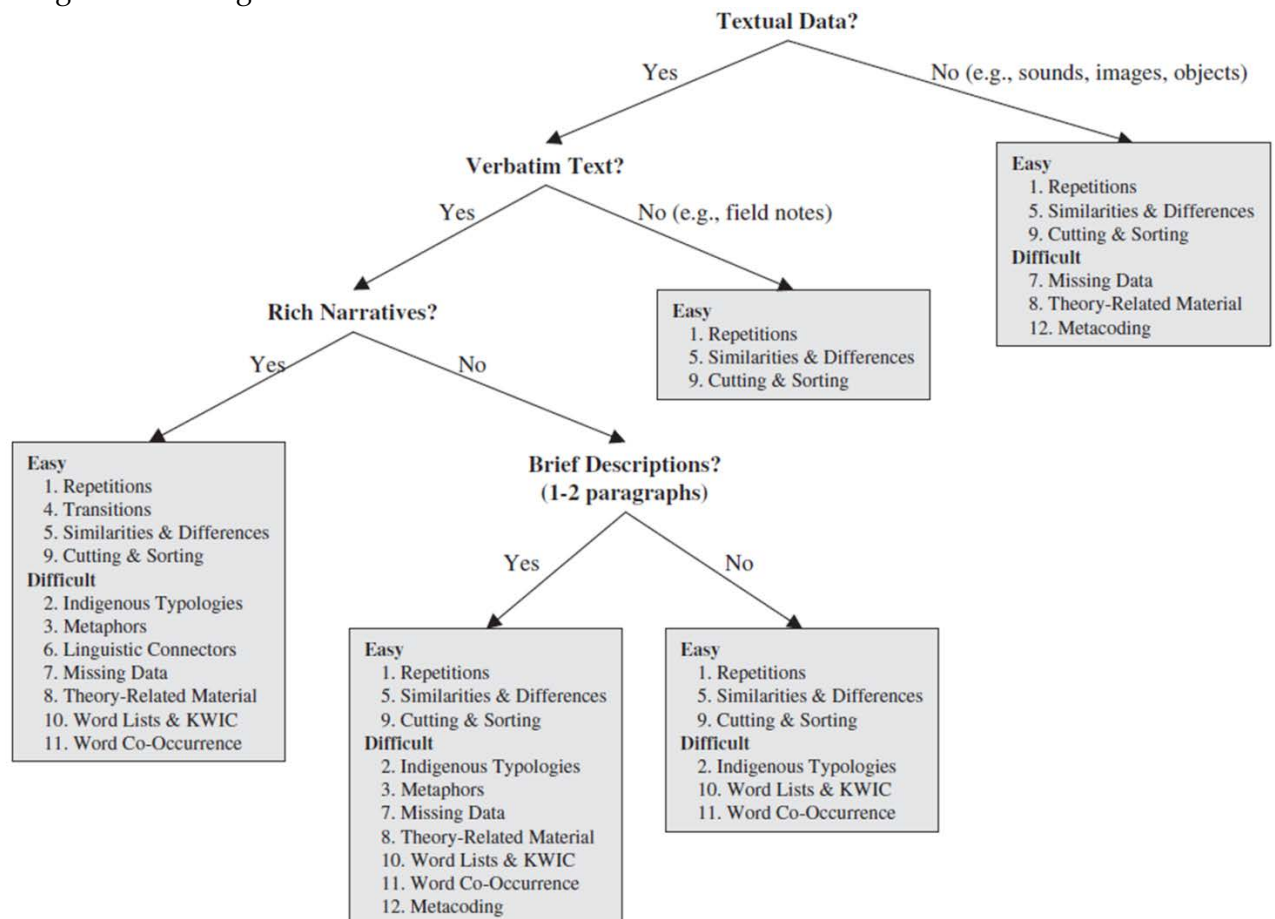 Textual Data?
Yes
No (e.g., sounds, images, objects)
Verbatim Text?
Yes
No (e.g., field notes)
Easy
1. Repetitions
5. Similarities & Differences
9. Cutting & Sorting
Difficult
7. Missing Data
8. Theory-Related Material
12. Metacoding
Rich Narratives?
Yes
No
Easy
1. Repetitions
5. Similarities & Differences
9. Cutting & Sorting
Easy
1. Repetitions
4. Transitions
5. Similarities & Differences
9. Cutting & Sorting
Difficult
2. Indigenous Typologies
3. Metaphors
6. Linguistic Connectors
7. Missing Data
8. Theory-Related Material
10. Word Lists & KWIC
11. Word Co-Occurrence
Brief Descriptions?
(1-2 paragraphs)
Yes
No
Easy
1. Repetitions
5. Similarities & Differences
9. Cutting & Sorting
Difficult
2. Indigenous Typologies
3. Metaphors
7. Missing Data
8. Theory-Related Material
10. Word Lists & KWIC
11. Word Co-Occurrence
12. Metacoding
Easy
1. Repetitions
5. Similarities & Differences
9. Cutting & Sorting
Difficult
2. Indigenous Typologies
10. Word Lists & KWIC
11. Word Co-Occurrence